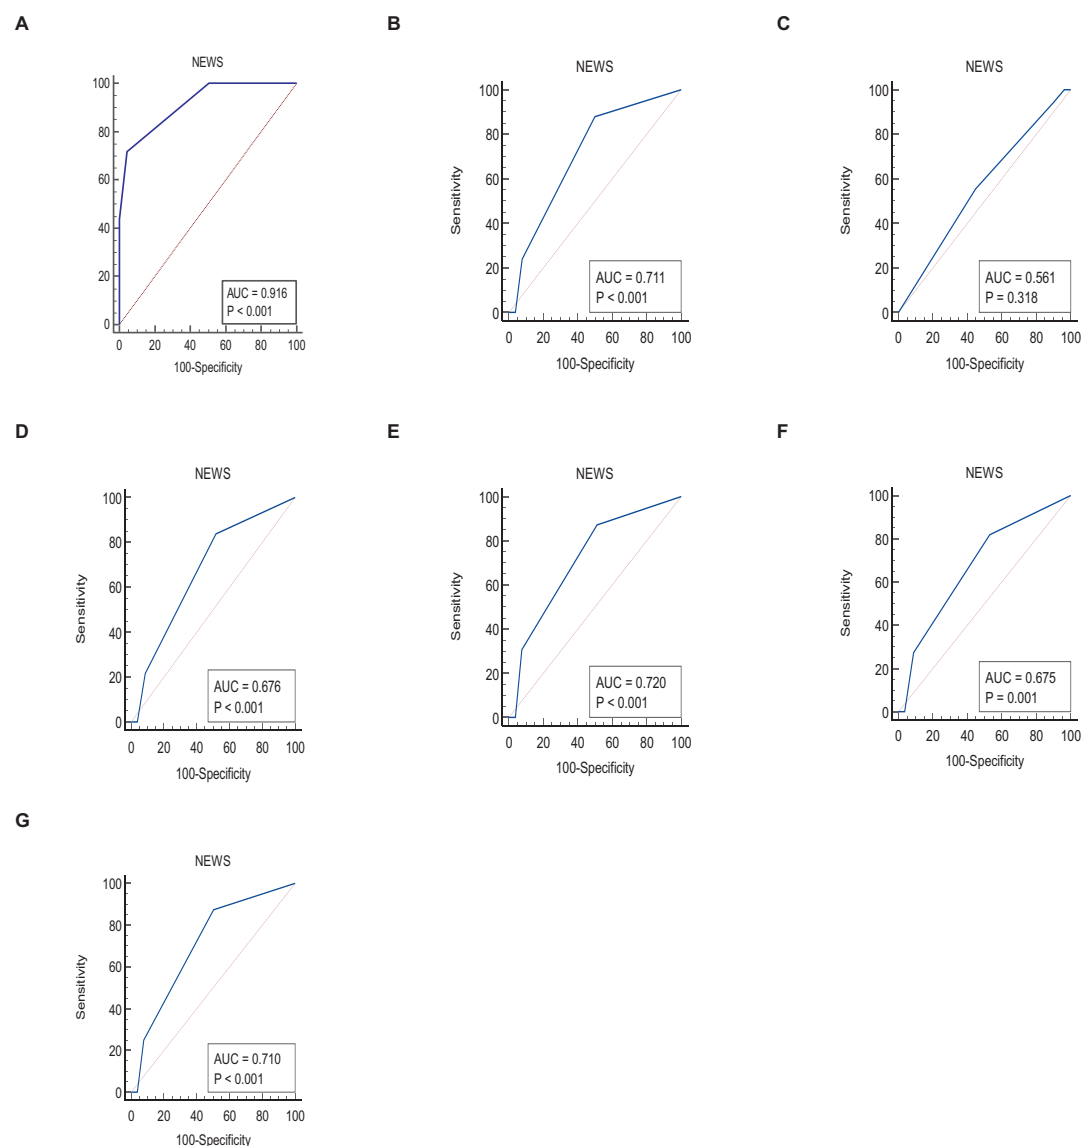 A
NEWS
100
80
60
40
20
0
AUC = 0.916
P < 0.001
0 20 40 60 80 100
100-Specificity
B
NEWS
Sensitivity
100
80
60
40
20
0
AUC = 0.711
P < 0.001
0 20 40 60 80 100
100-Specificity
C
NEWS
Sensitivity
100
80
60
40
20
0
AUC = 0.561
P = 0.318
0 20 40 60 80 100
100-Specificity
D
NEWS
Sensitivity
100
80
60
40
20
0
AUC = 0.676
P < 0.001
0 20 40 60 80 100
100-Specificity
E
NEWS
Sensitivity
100
80
60
40
20
0
AUC = 0.720
P < 0.001
0 20 40 60 80 100
100-Specificity
F
NEWS
Sensitivity
100
80
60
40
20
0
AUC = 0.675
P = 0.001
0 20 40 60 80 100
100-Specificity
G
NEWS
Sensitivity
100
80
60
40
20
0
AUC = 0.710
P < 0.001
0 20 40 60 80 100
100-Specificity